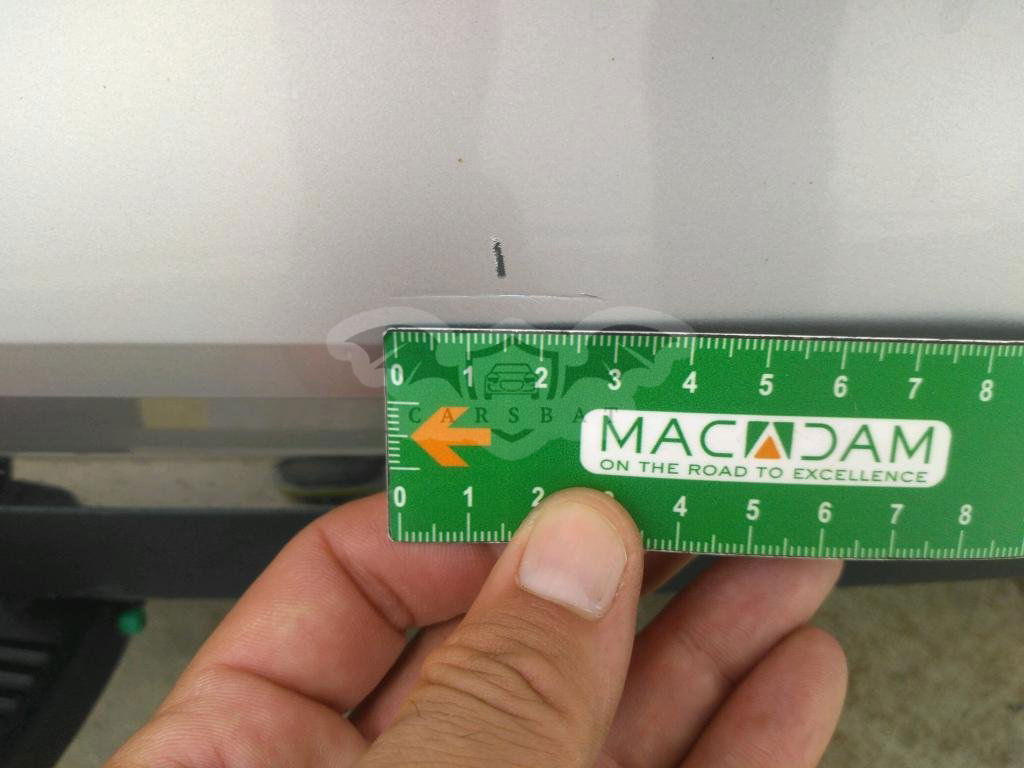 0 1 2 3 4 5 6 7 8
CARSBAT
MACADAM
ON THE ROAD TO EXCELLENCE
0 1 2 4 5 6 7 8